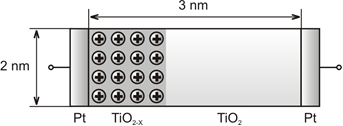 3 nm
2 nm
Pt TiO₂₋ₓ TiO₂ Pt